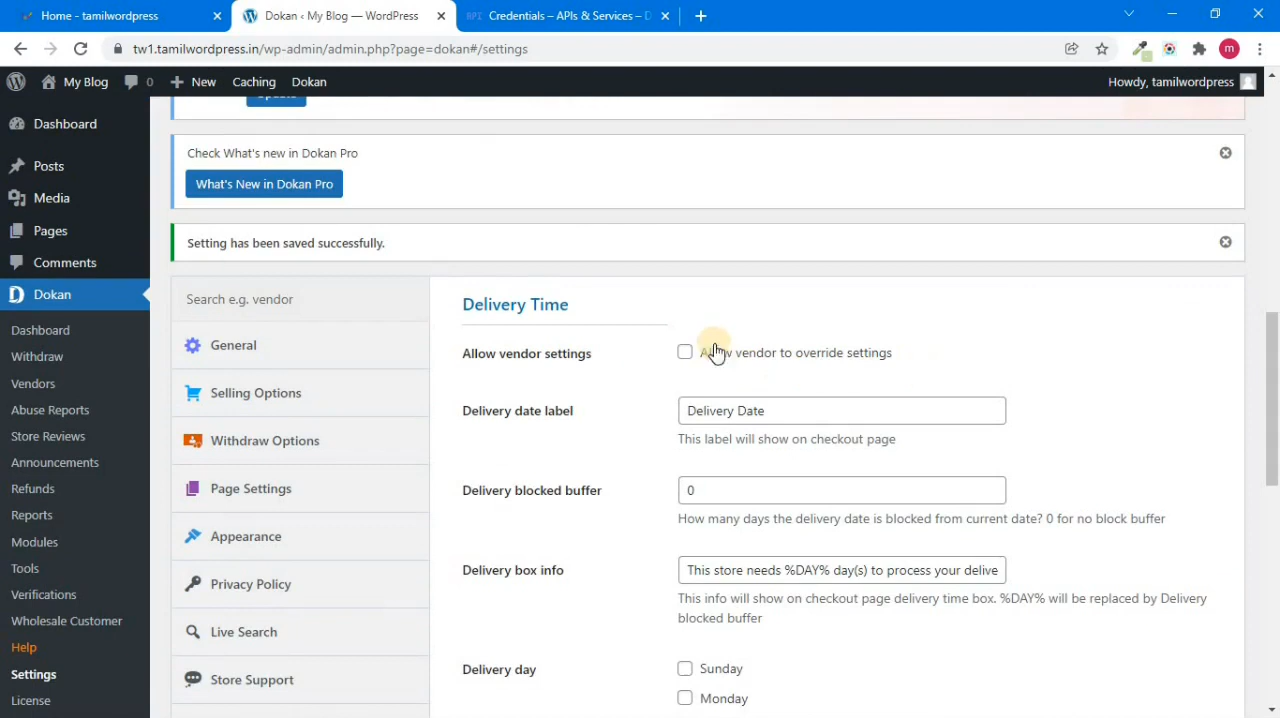 Home - tamilwordpress
Dokan ‹ My Blog — WordPress
API
Credentials – APIs & Services – D
tw1.tamilwordpress.in/wp-admin/admin.php?page=dokan#/settings
m
My Blog
0
New
Caching
Dokan
Howdy, tamilwordpress
Dashboard
Posts
Media
Pages
Comments
Dokan
Dashboard
Withdraw
Vendors
Abuse Reports
Store Reviews
Announcements
Refunds
Reports
Modules
Tools
Verifications
Wholesale Customer
Help
Settings
License
Check What's new in Dokan Pro
What's New in Dokan Pro
Setting has been saved successfully.
Search e.g. vendor
General
Selling Options
Withdraw Options
Page Settings
Appearance
Privacy Policy
Live Search
Store Support
Delivery Time
Allow vendor settings
Allow vendor to override settings
Delivery date label
Delivery Date
This label will show on checkout page
Delivery blocked buffer
0
How many days the delivery date is blocked from current date? 0 for no block buffer
Delivery box info
This store needs %DAY% day(s) to process your delive
This info will show on checkout page delivery time box. %DAY% will be replaced by Delivery
blocked buffer
Delivery day
Sunday
Monday